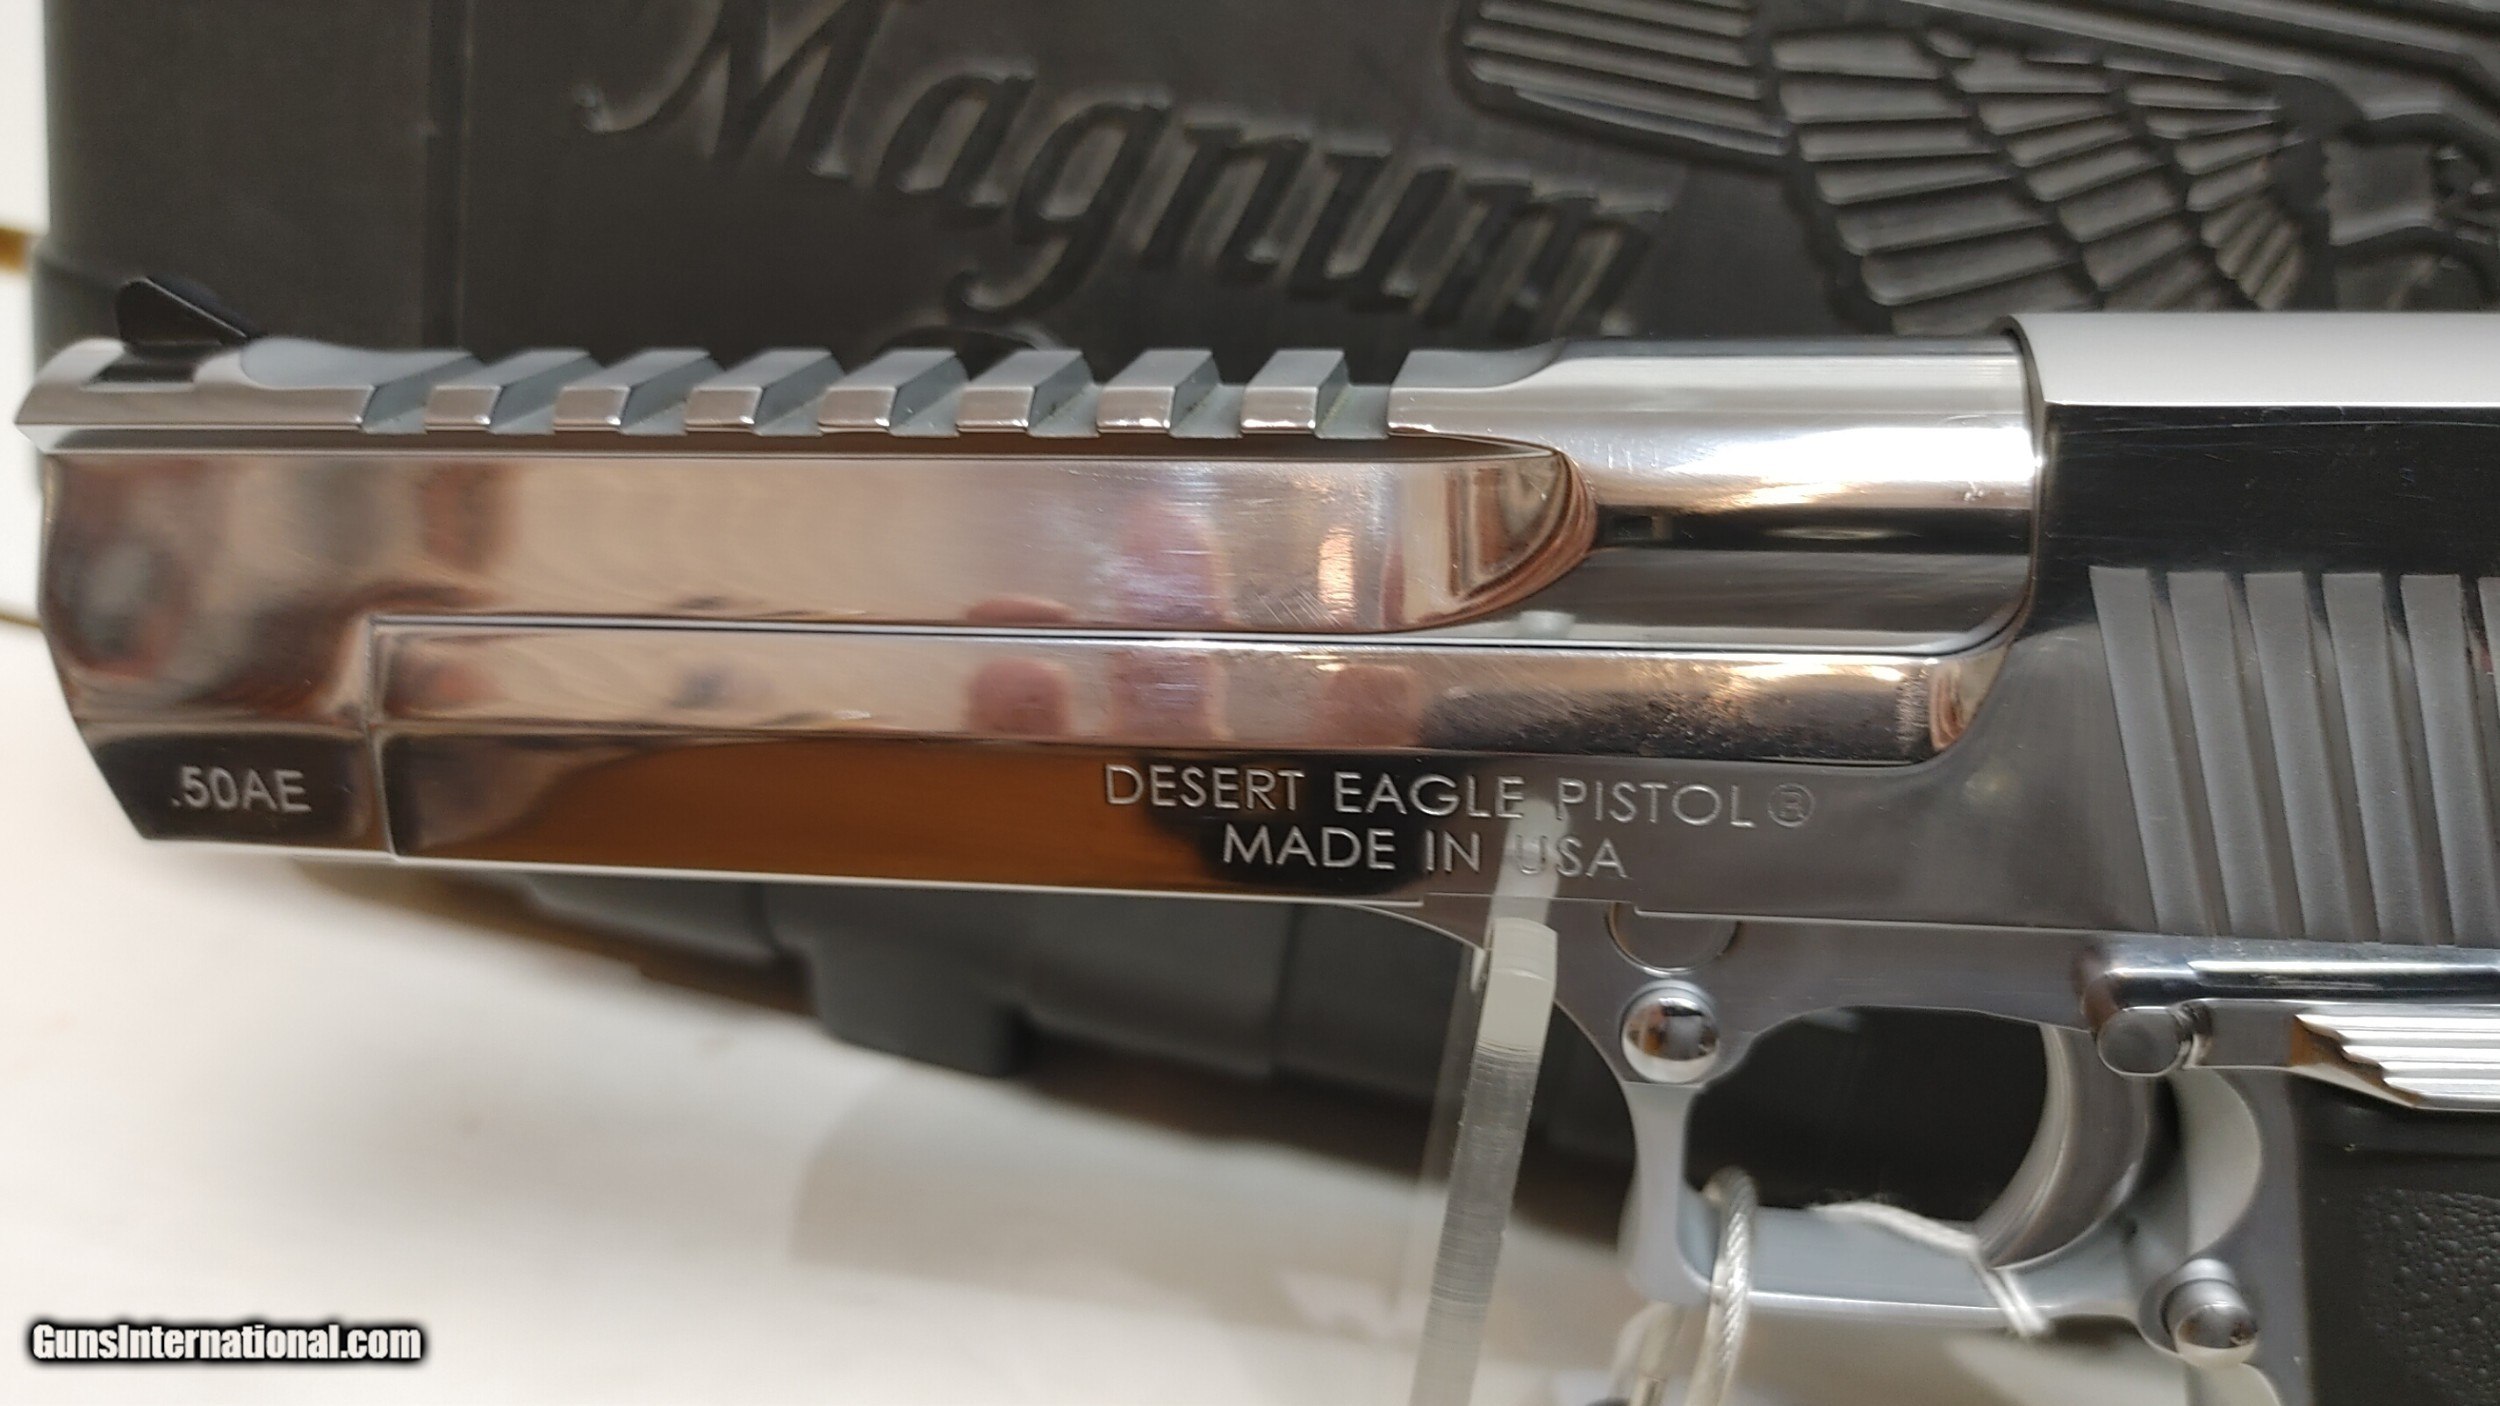 Magnum
.50AE
DESERT EAGLE PISTOL®
MADE IN USA
GunsInternational.com